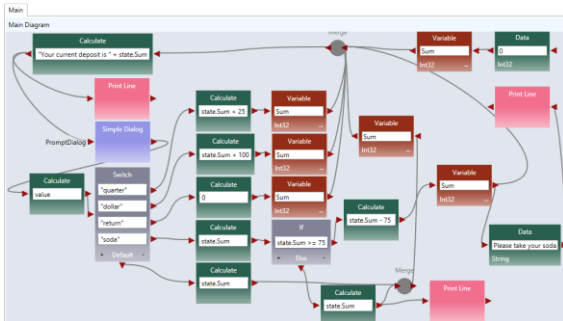 Main
Main Diagram
Merge
Calculate
"Your current deposit is " + state.Sum
Variable
Sum
Int32
...
Data
0
Int32
Print Line
Print Line
Simple Dialog
PromptDialog
Calculate
state.Sum + 25
Variable
Sum
Int32
...
Calculate
state.Sum + 100
Variable
Sum
Int32
...
Variable
Sum
Int32
...
Calculate
value
Switch
"quarter"
"dollar"
"return"
"soda"
+ Default -
Calculate
0
Variable
Sum
Int32
...
Variable
Sum
Int32
...
Calculate
state.Sum
If
state.Sum >= 75
+ Else -
Calculate
state.Sum - 75
Data
Please take your soda
String
Calculate
state.Sum
Merge
Calculate
state.Sum
Print Line